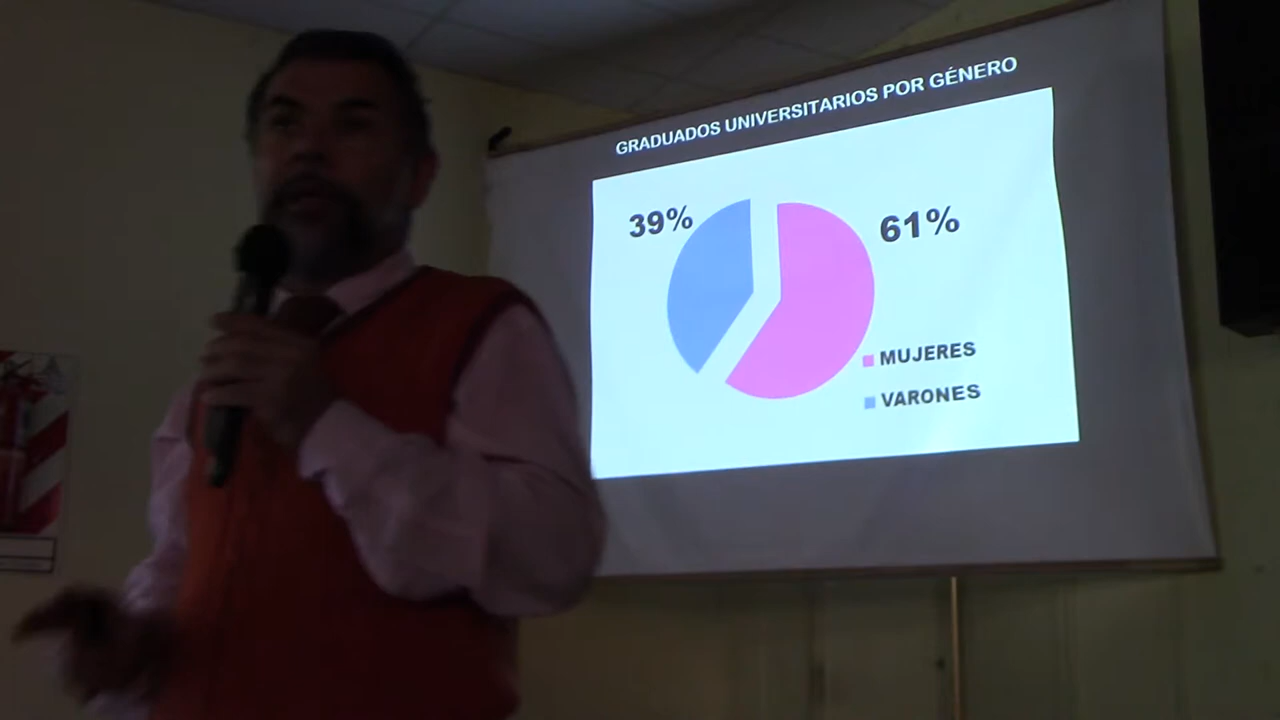 GRADUADOS UNIVERSITARIOS POR GÉNERO
39%
61%
MUJERES
VARONES